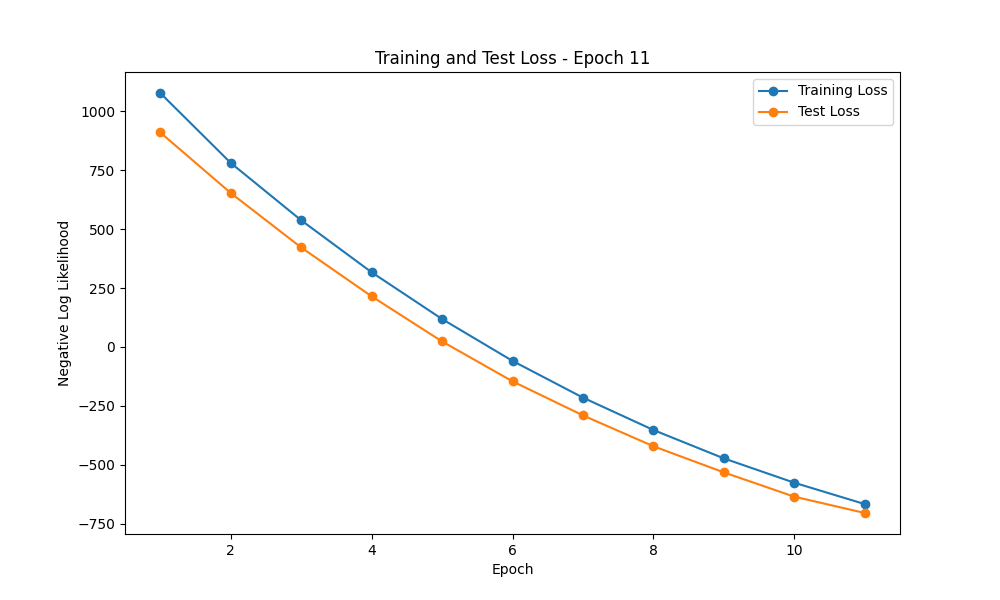 Training and Test Loss - Epoch 11
Training Loss
Test Loss
Negative Log Likelihood
1000
750
500
250
0
−250
−500
−750
2
4
6
8
10
Epoch